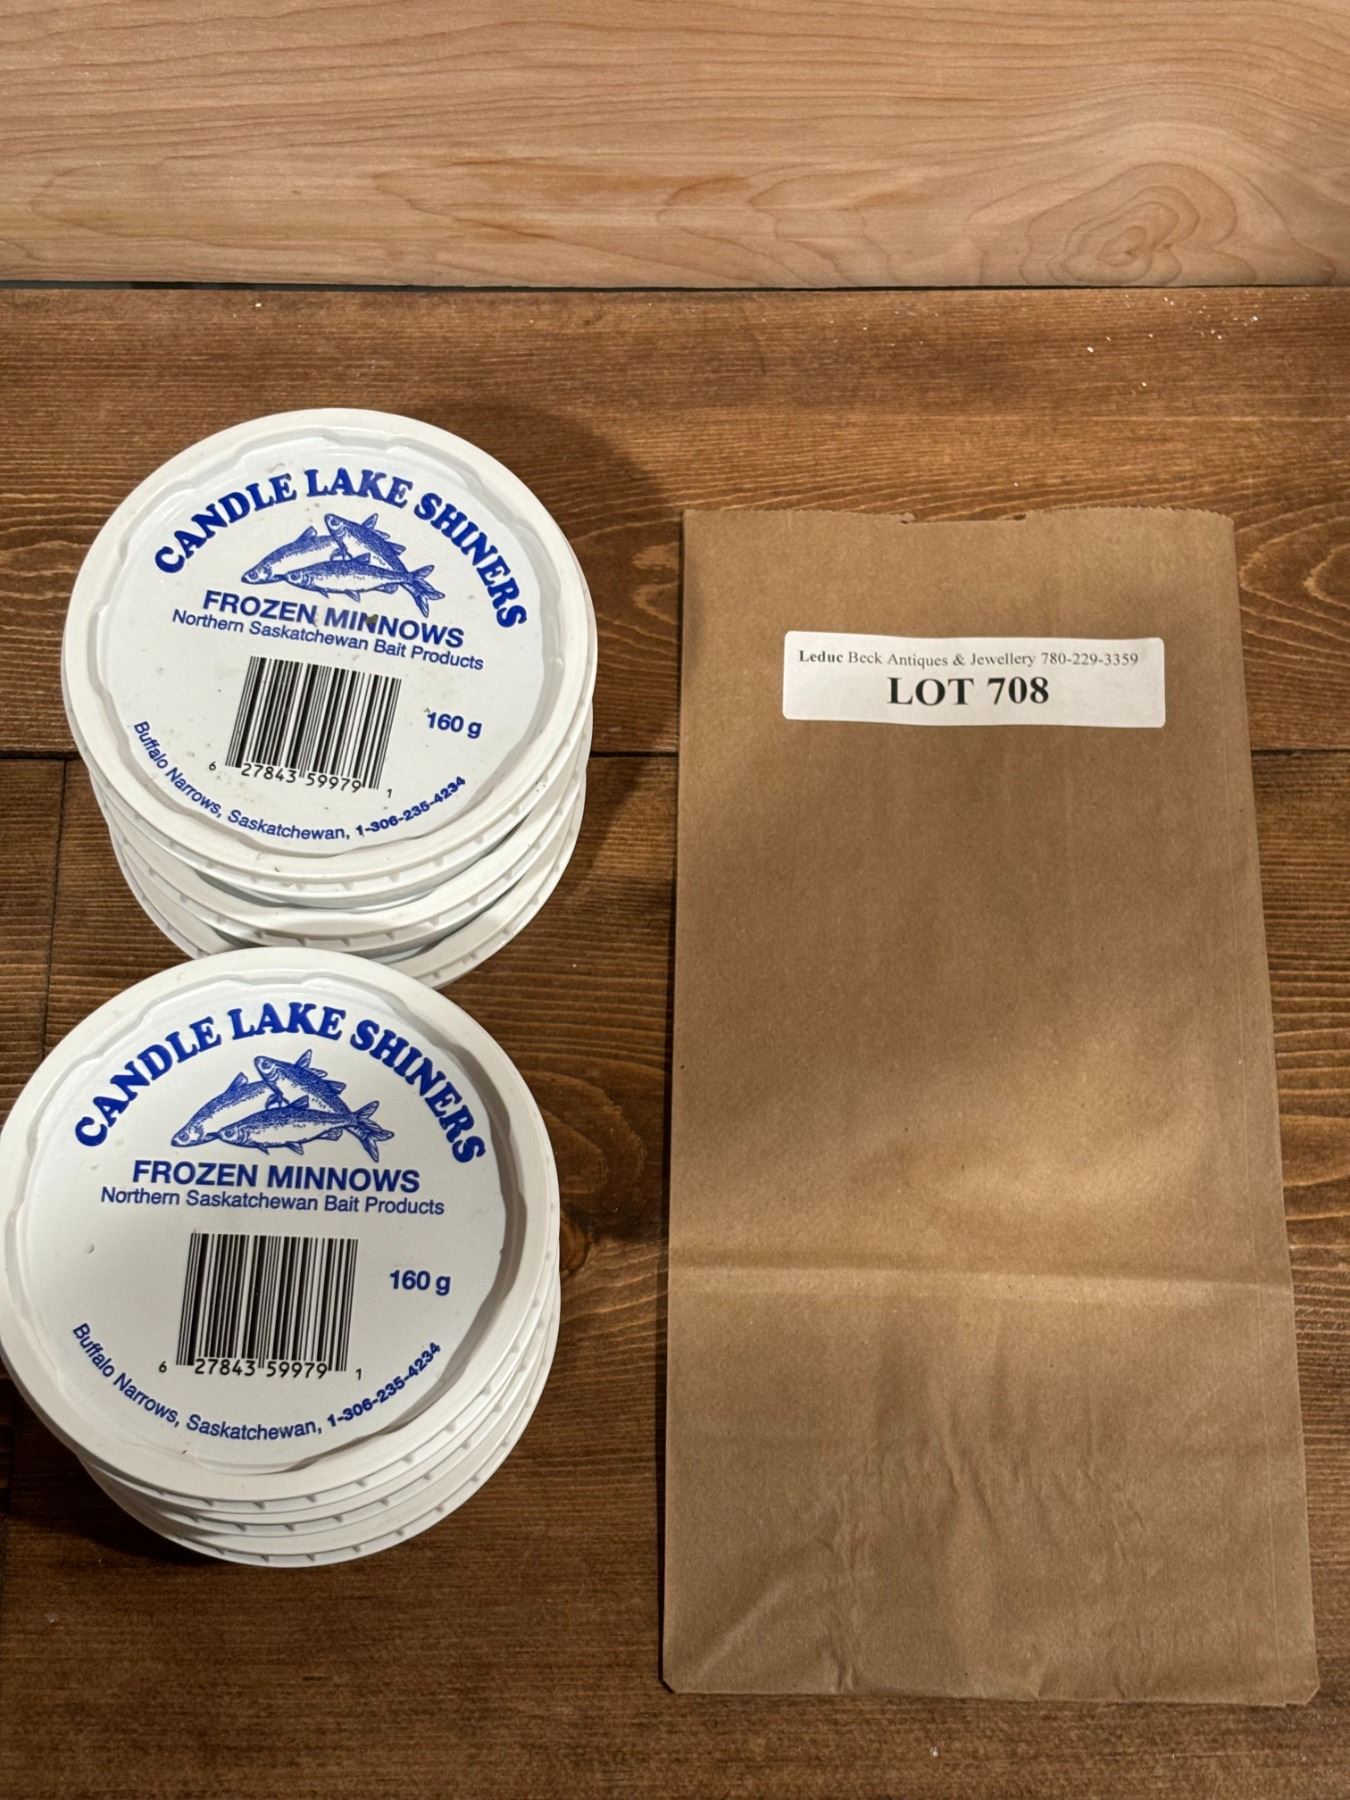 CANDLE LAKE SHINERS
FROZEN MINNOWS
Northern Saskatchewan Bait Products
160 g
6 27843 59979 1
Buffalo Narrows, Saskatchewan, 1-306-235-4234
Leduc Beck Antiques & Jewellery 780-229-3359
LOT 708
CANDLE LAKE SHINERS
FROZEN MINNOWS
Northern Saskatchewan Bait Products
160 g
6 27843 59979 1
Buffalo Narrows, Saskatchewan, 1-306-235-4234